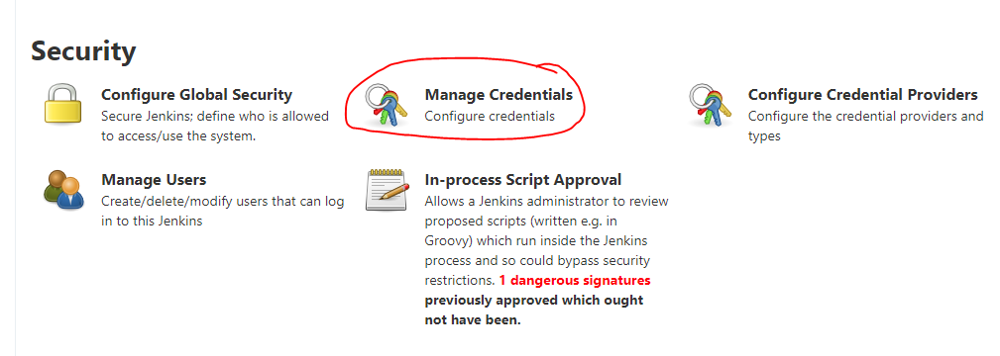 Security
Configure Global Security
Secure Jenkins; define who is allowed
to access/use the system.
Manage Credentials
Configure credentials
Configure Credential Providers
Configure the credential providers and
types
Manage Users
Create/delete/modify users that can log
in to this Jenkins
In-process Script Approval
Allows a Jenkins administrator to review
proposed scripts (written e.g. in
Groovy) which run inside the Jenkins
process and so could bypass security
restrictions. 1 dangerous signatures
previously approved which ought
not have been.